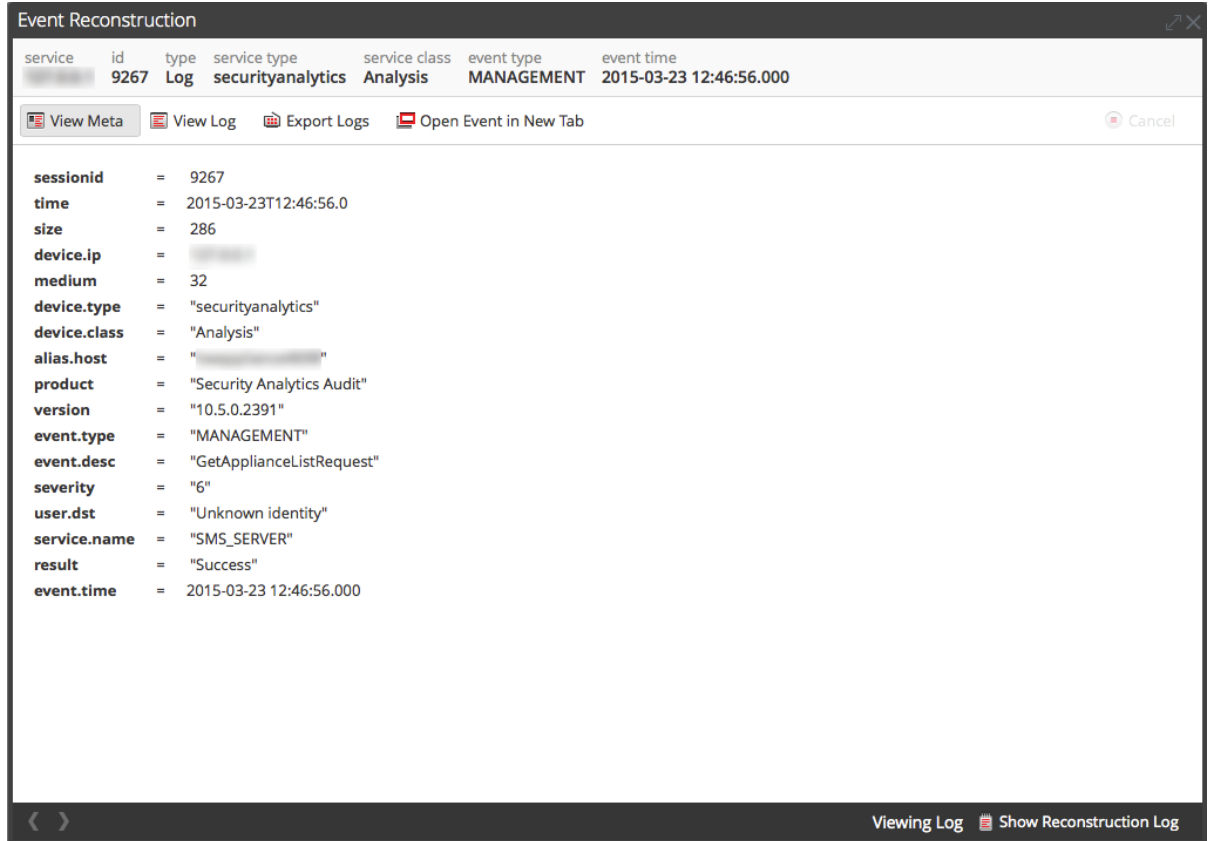 Event Reconstruction
service id type service type service class event type event time
9267 Log securityanalytics Analysis MANAGEMENT 2015-03-23 12:46:56.000
View Meta View Log Export Logs Open Event in New Tab Cancel
sessionid = 9267
time = 2015-03-23T12:46:56.0
size = 286
device.ip =
medium = 32
device.type = "securityanalytics"
device.class = "Analysis"
alias.host = " "
product = "Security Analytics Audit"
version = "10.5.0.2391"
event.type = "MANAGEMENT"
event.desc = "GetApplianceListRequest"
severity = "6"
user.dst = "Unknown identity"
service.name = "SMS_SERVER"
result = "Success"
event.time = 2015-03-23 12:46:56.000
Viewing Log Show Reconstruction Log